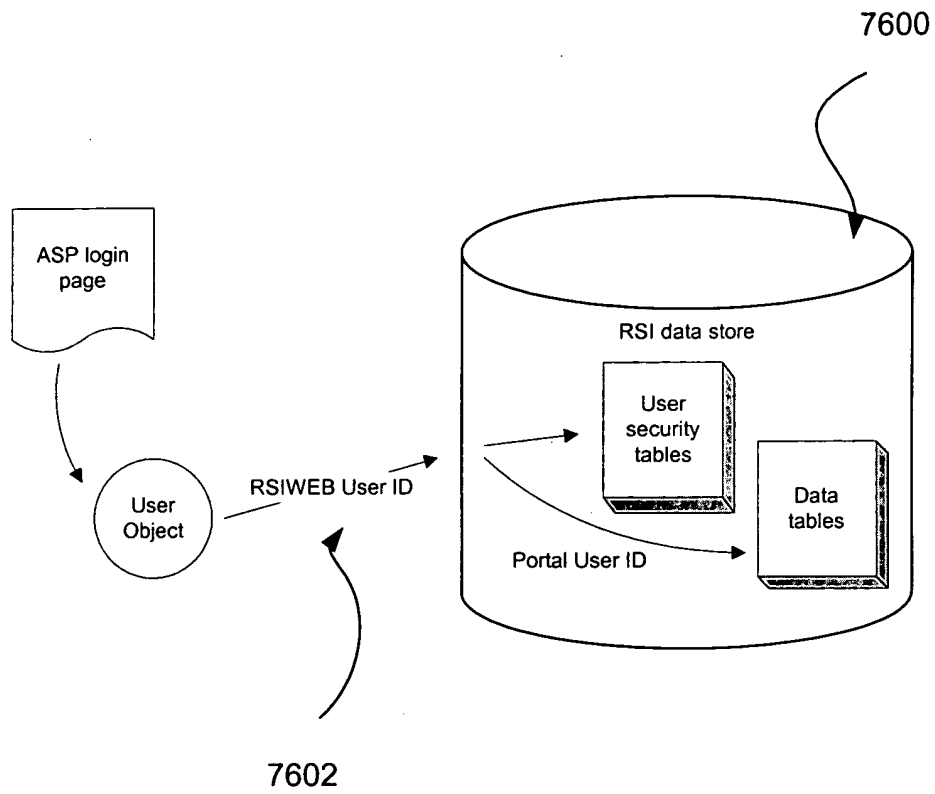 7600
ASP login
page
RSI data store
User
security
tables
RSIWEB User ID
User
Object
Data
tables
Portal User ID
7602